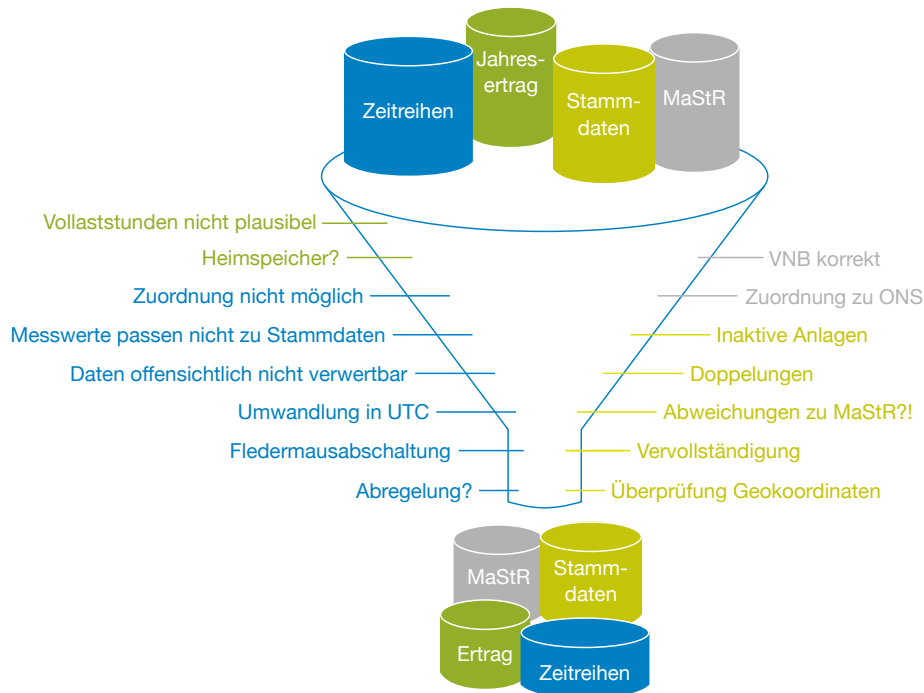 Zeitreihen
Jahres-
ertrag
Stamm-
daten
MaStR
Vollaststunden nicht plausibel
Heimspeicher?
Zuordnung nicht möglich
Messwerte passen nicht zu Stammdaten
Daten offensichtlich nicht verwertbar
Umwandlung in UTC
Fledermausabschaltung
Abregelung?
VNB korrekt
Zuordnung zu ONS
Inaktive Anlagen
Doppelungen
Abweichungen zu MaStR?!
Vervollständigung
Überprüfung Geokoordinaten
MaStR
Stamm-
daten
Ertrag
Zeitreihen